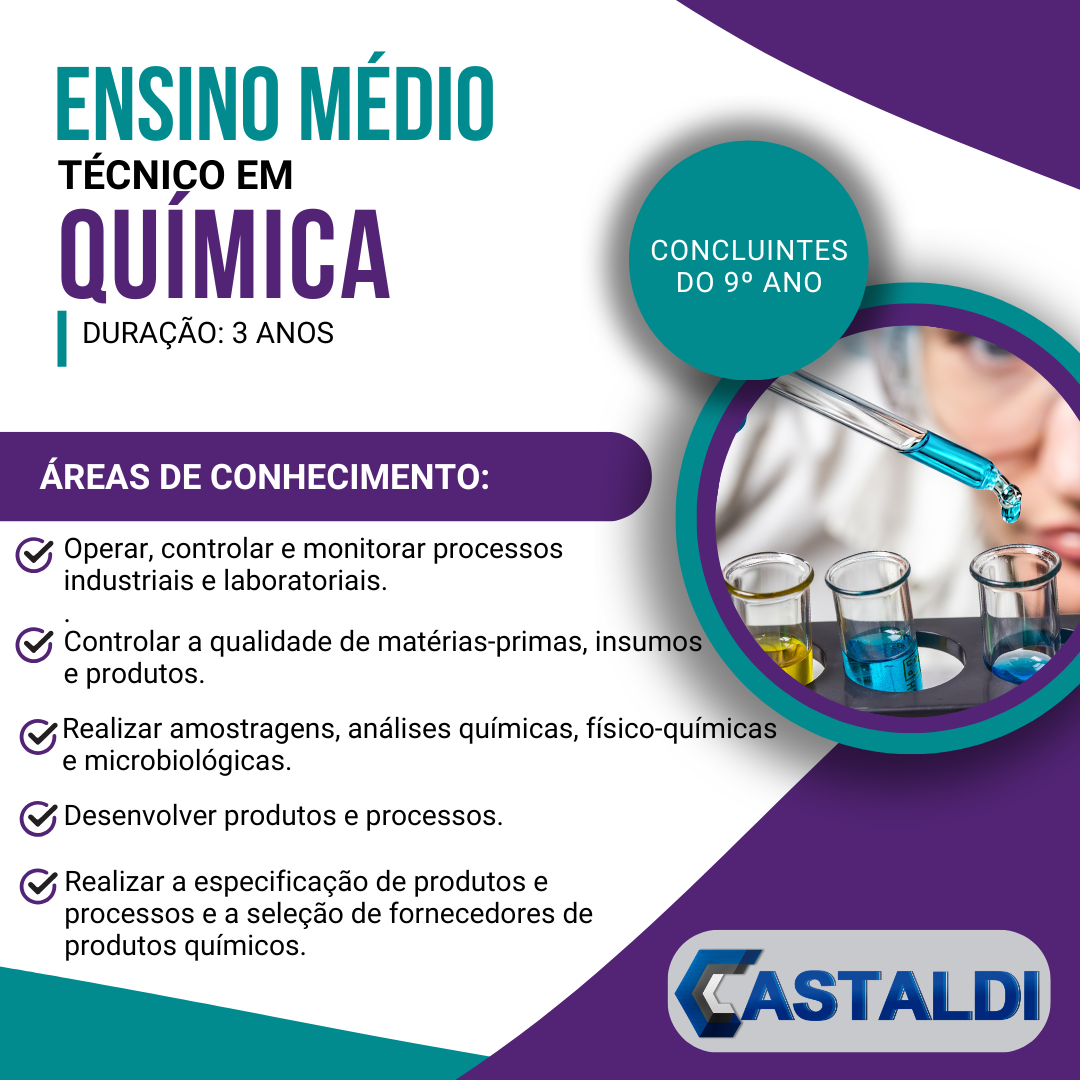 ENSINO MÉDIO
TÉCNICO EM
QUÍMICA
DURAÇÃO: 3 ANOS
CONCLUINTES
DO 9º ANO
ÁREAS DE CONHECIMENTO:
Operar, controlar e monitorar processos
industriais e laboratoriais.
.
Controlar a qualidade de matérias-primas, insumos
e produtos.
Realizar amostragens, análises químicas, físico-químicas
e microbiológicas.
Desenvolver produtos e processos.
Realizar a especificação de produtos e
processos e a seleção de fornecedores de
produtos químicos.
CASTALDI